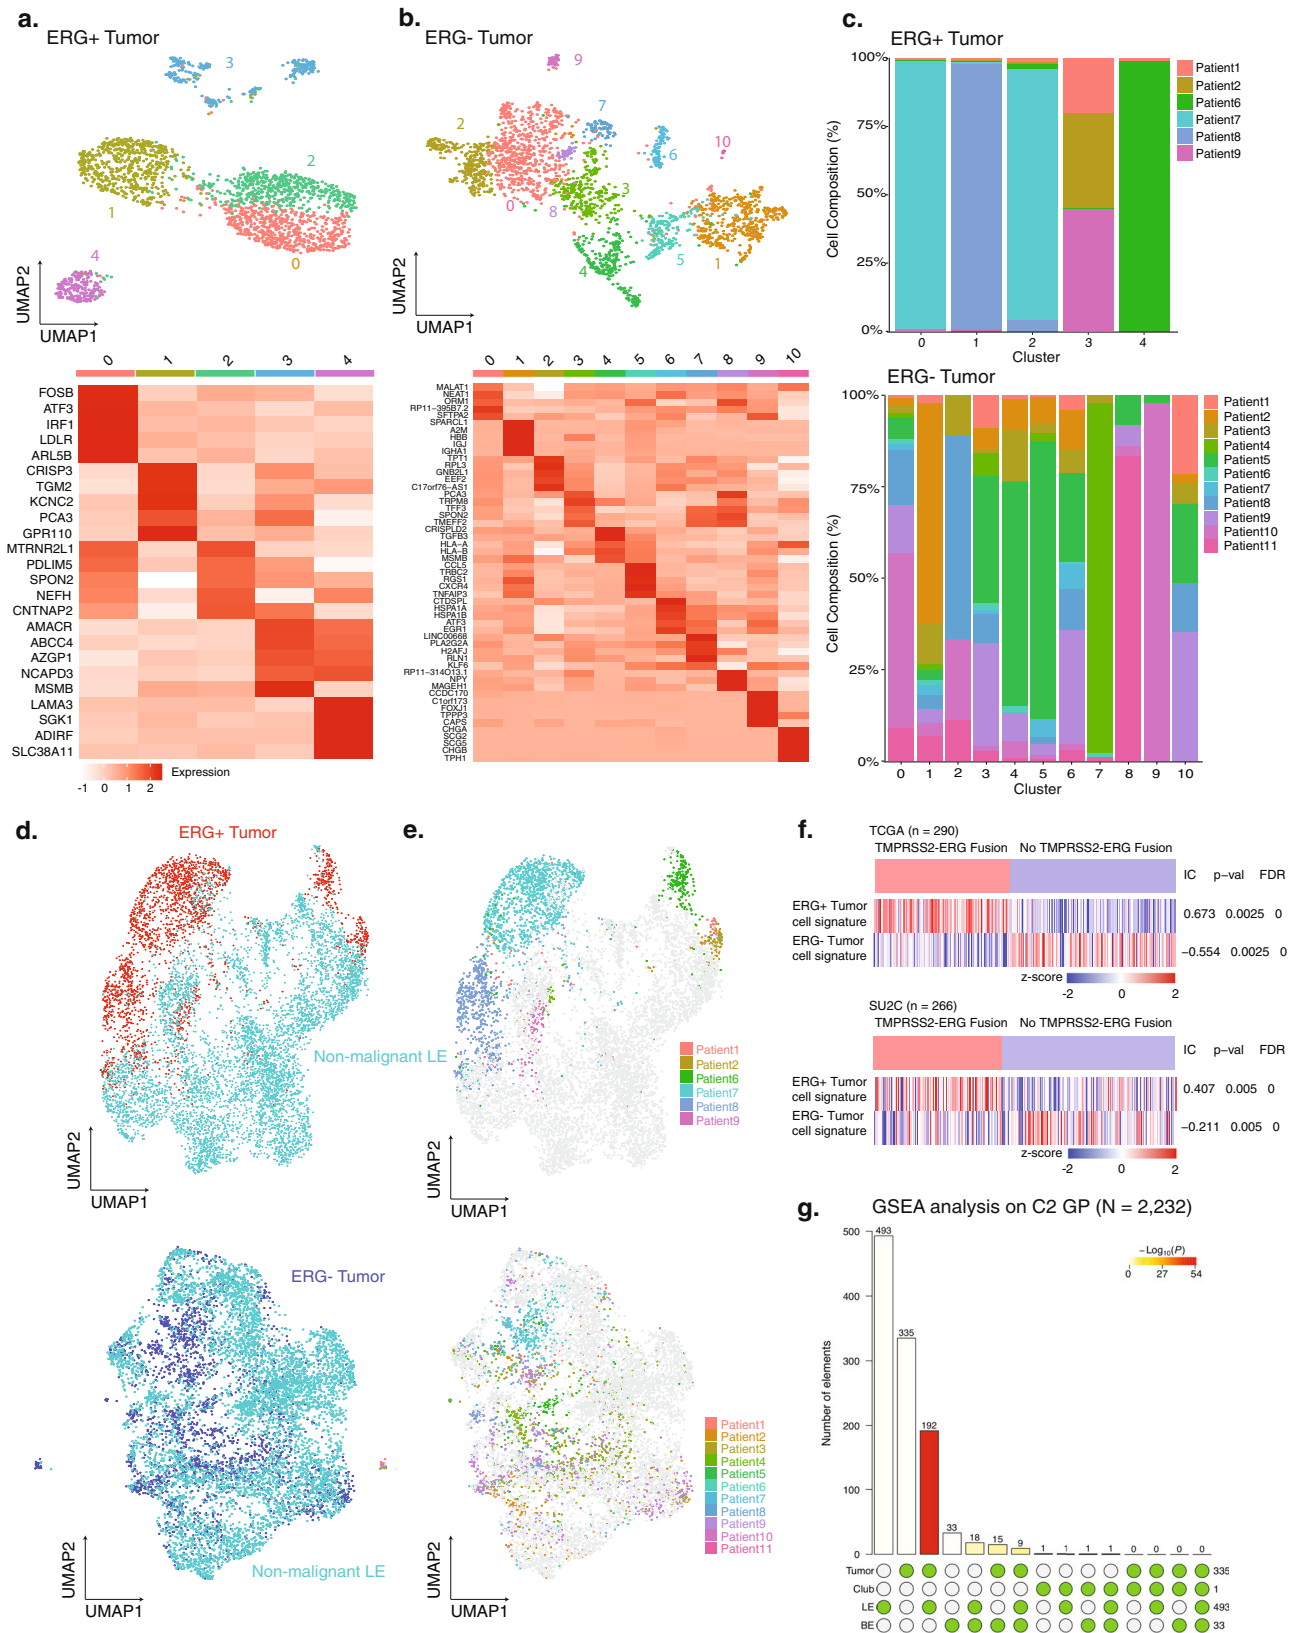 a.
ERG+ Tumor
3
2
1
0
4
UMAP2
UMAP1
b.
ERG- Tumor
9
7
2
10
6
3
0
8
5
1
4
UMAP2
UMAP1
c.
ERG+ Tumor
100%
75%
50%
25%
0%
Cell Composition (%)
0 1 2 3 4
Cluster
Patient1
Patient2
Patient6
Patient7
Patient8
Patient9
0 1 2 3 4
FOSB
ATF3
IRF1
LDLR
ARL5B
CRISP3
TGM2
KCNC2
PCA3
GPR110
MTRNR2L1
PDLIM5
SPON2
NEFH
CNTNAP2
AMACR
ABCC4
AZGP1
NCAPD3
MSMB
LAMA3
SGK1
ADIRF
SLC38A11
Expression
-1 0 1 2
0 1 2 3 4 5 6 7 8 9 10
MALAT1
NEAT1
ORM1
RP11-395B7.2
SFTPA2
SPARCL1
A2M
HBB
IGJ
IGHA1
TPT1
RPL3
GNB2L1
EEF2
C17orf76-AS1
PCA3
TRPM8
TFF3
SPON2
TMEFF2
CRISPLD2
TGFB3
HLA-A
HLA-B
MSMB
CCL5
TRBC2
RGS1
CXCR4
TNFAIP3
CTDSPL
HSPA1A
HSPA1B
ATF3
EGR1
LINC00668
PLA2G2A
H2AFJ
RLN1
KLF6
RP11-314O13.1
NPY
MAGEH1
CCDC170
C1orf173
FOXJ1
TPPP3
CAPS
CHGA
SCG2
SCG5
CHGB
TPH1
ERG- Tumor
100%
75%
50%
25%
0%
Cell Composition (%)
0 1 2 3 4 5 6 7 8 9 10
Cluster
Patient1
Patient2
Patient3
Patient4
Patient5
Patient6
Patient7
Patient8
Patient9
Patient10
Patient11
d.
ERG+ Tumor
Non-malignant LE
UMAP2
UMAP1
ERG- Tumor
Non-malignant LE
UMAP2
UMAP1
e.
Patient1
Patient2
Patient6
Patient7
Patient8
Patient9
UMAP2
UMAP1
Patient1
Patient2
Patient3
Patient4
Patient5
Patient6
Patient7
Patient8
Patient9
Patient10
Patient11
UMAP2
UMAP1
f.
TCGA (n = 290)
TMPRSS2-ERG Fusion No TMPRSS2-ERG Fusion
IC p-val FDR
ERG+ Tumor
cell signature
0.673 0.0025 0
ERG- Tumor
cell signature
-0.554 0.0025 0
z-score
-2 0 2
SU2C (n = 266)
TMPRSS2-ERG Fusion No TMPRSS2-ERG Fusion
IC p-val FDR
ERG+ Tumor
cell signature
0.407 0.005 0
ERG- Tumor
cell signature
-0.211 0.005 0
z-score
-2 0 2
g.
GSEA analysis on C2 GP (N = 2,232)
-Log10(P)
0 27 54
Number of elements
500
400
300
200
100
0
493 335 192 33 18 15 9 1 1 1 1 0 0 0 0
Tumor 335
Club 1
LE 493
BE 33